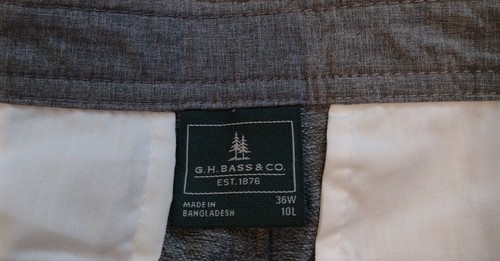 G.H. BASS & CO.
EST. 1876
MADE IN
BANGLADESH
36W
10L